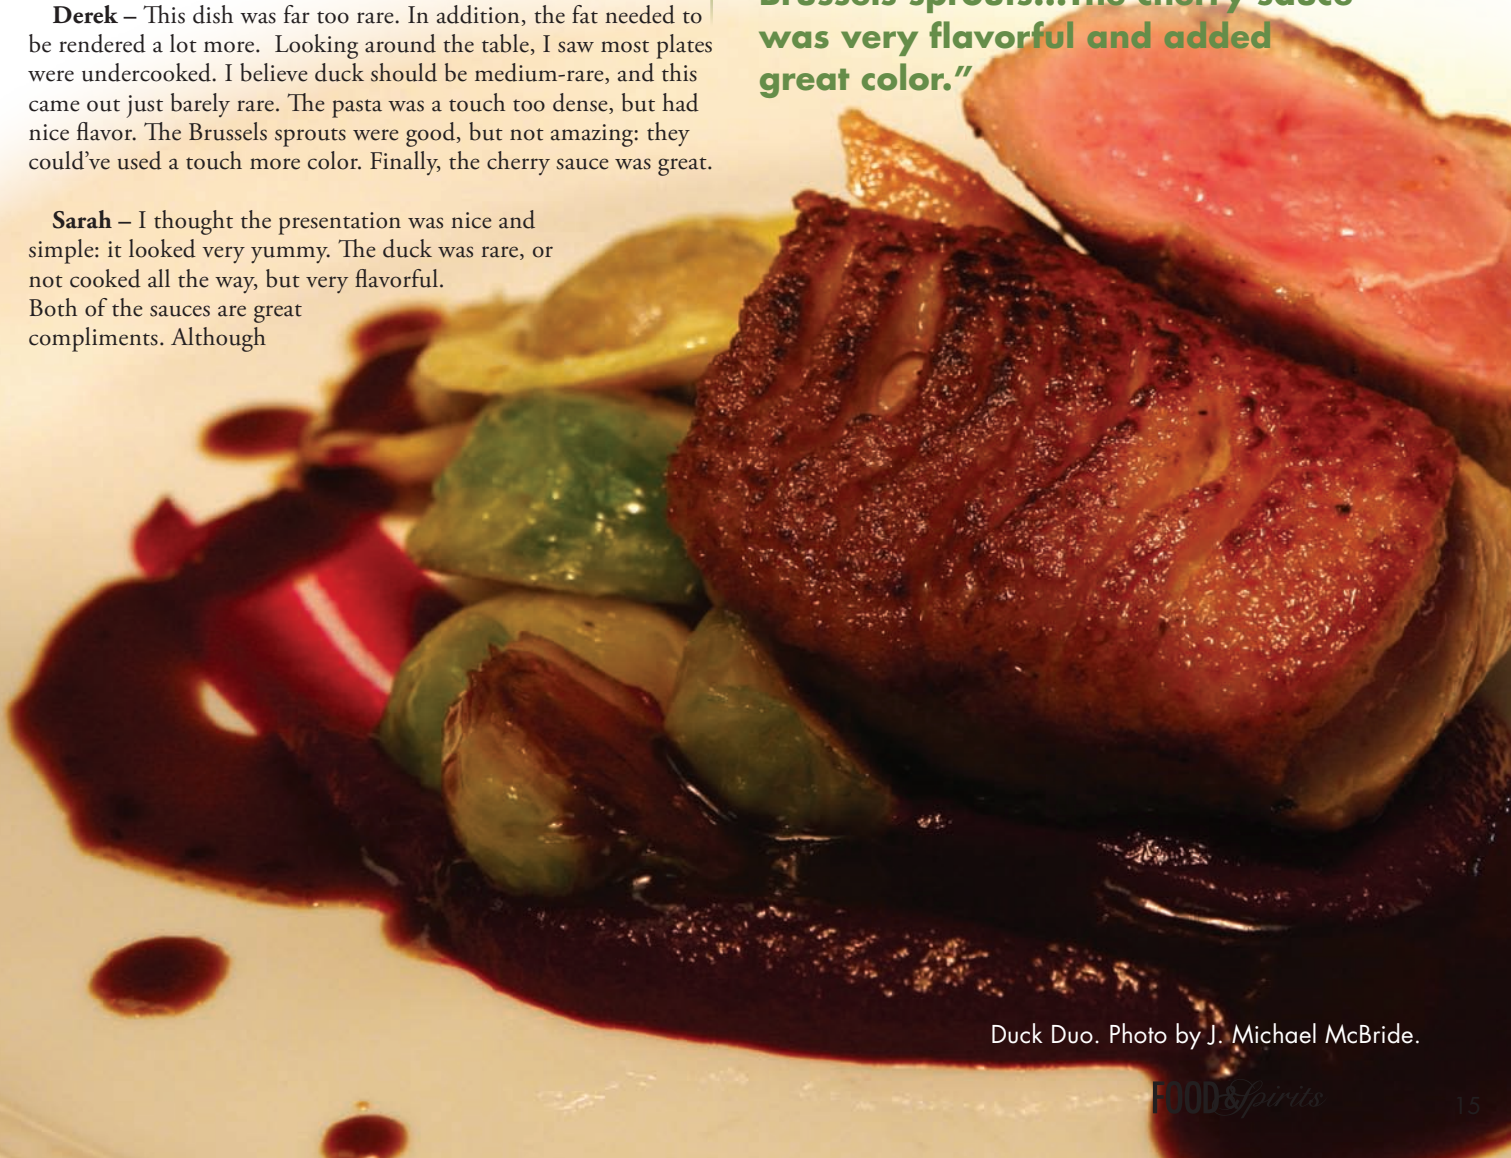 Derek – This dish was far too rare. In addition, the fat needed to
be rendered a lot more.  Looking around the table, I saw most plates
were undercooked. I believe duck should be medium-rare, and this
came out just barely rare. The pasta was a touch too dense, but had
nice flavor. The Brussels sprouts were good, but not amazing: they
could’ve used a touch more color. Finally, the cherry sauce was great.
Sarah – I thought the presentation was nice and
simple: it looked very yummy. The duck was rare, or
not cooked all the way, but very flavorful.
Both of the sauces are great
compliments. Although
Brussels sprouts...The cherry sauce
was very flavorful and added
great color.”
Duck Duo. Photo by J. Michael McBride.
FOOD&Spirits
15